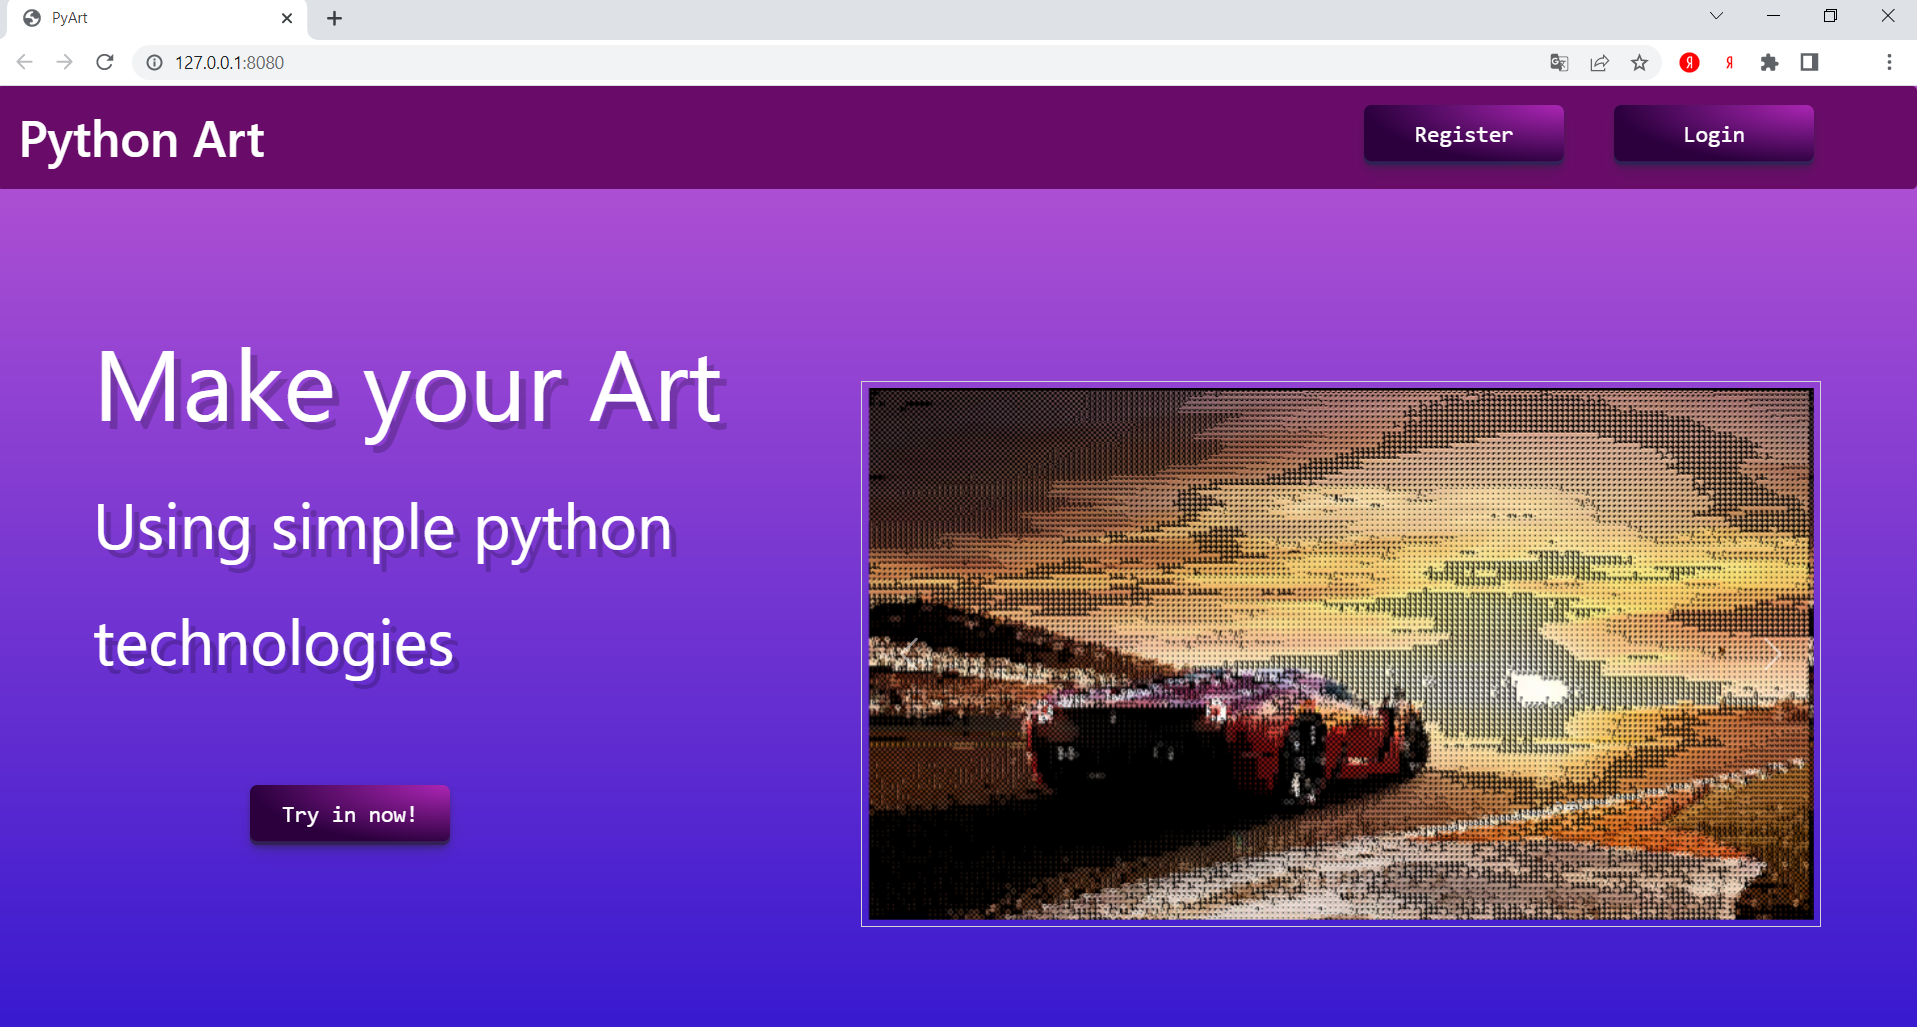 PyArt
127.0.0.1:8080
Python Art
Register
Login
Make your Art
Using simple python
technologies
Try in now!